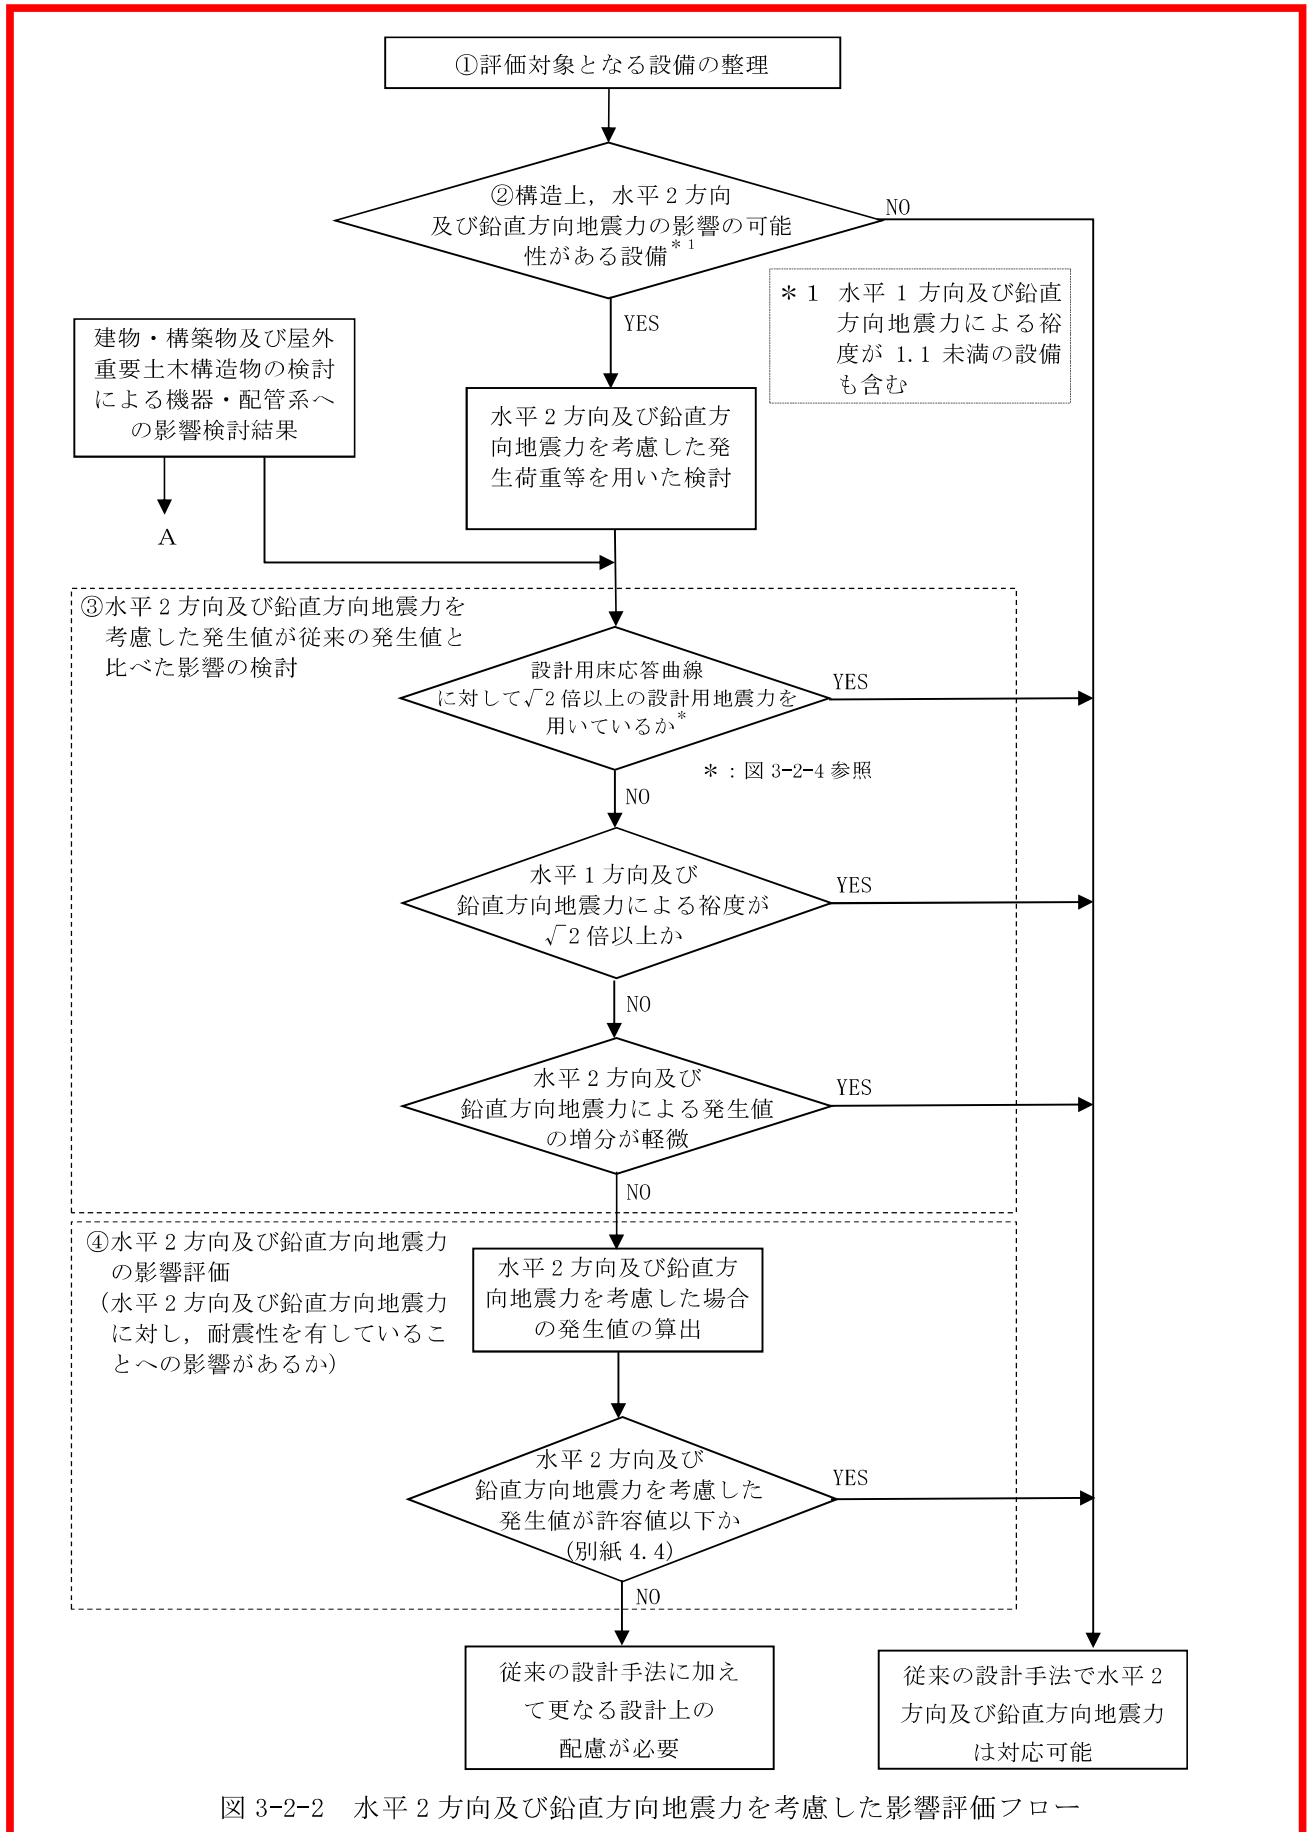 ①評価対象となる設備の整理
②構造上，水平２方向
及び鉛直方向地震力の影響の可能
性がある設備＊１
NO
YES
＊１ 水平 1 方向及び鉛直
方向地震力による裕
度が 1.1 未満の設備
も含む
建物・構築物及び屋外
重要土木構造物の検討
による機器・配管系へ
の影響検討結果
A
水平２方向及び鉛直方
向地震力を考慮した発
生荷重等を用いた検討
③水平２方向及び鉛直方向地震力を
考慮した発生値が従来の発生値と
比べた影響の検討
設計用床応答曲線
に対して√２倍以上の設計用地震力を
用いているか＊
YES
＊：図 3-2-4 参照
NO
水平１方向及び
鉛直方向地震力による裕度が
√２倍以上か
YES
NO
水平２方向及び
鉛直方向地震力による発生値
の増分が軽微
YES
NO
④水平２方向及び鉛直方向地震力
の影響評価
（水平２方向及び鉛直方向地震力
に対し，耐震性を有しているこ
とへの影響があるか）
水平２方向及び鉛直方
向地震力を考慮した場合
の発生値の算出
水平２方向及び
鉛直方向地震力を考慮した
発生値が許容値以下か
(別紙 4.4)
YES
NO
従来の設計手法に加え
て更なる設計上の
配慮が必要
従来の設計手法で水平２
方向及び鉛直方向地震力
は対応可能
図 3-2-2 水平２方向及び鉛直方向地震力を考慮した影響評価フロー